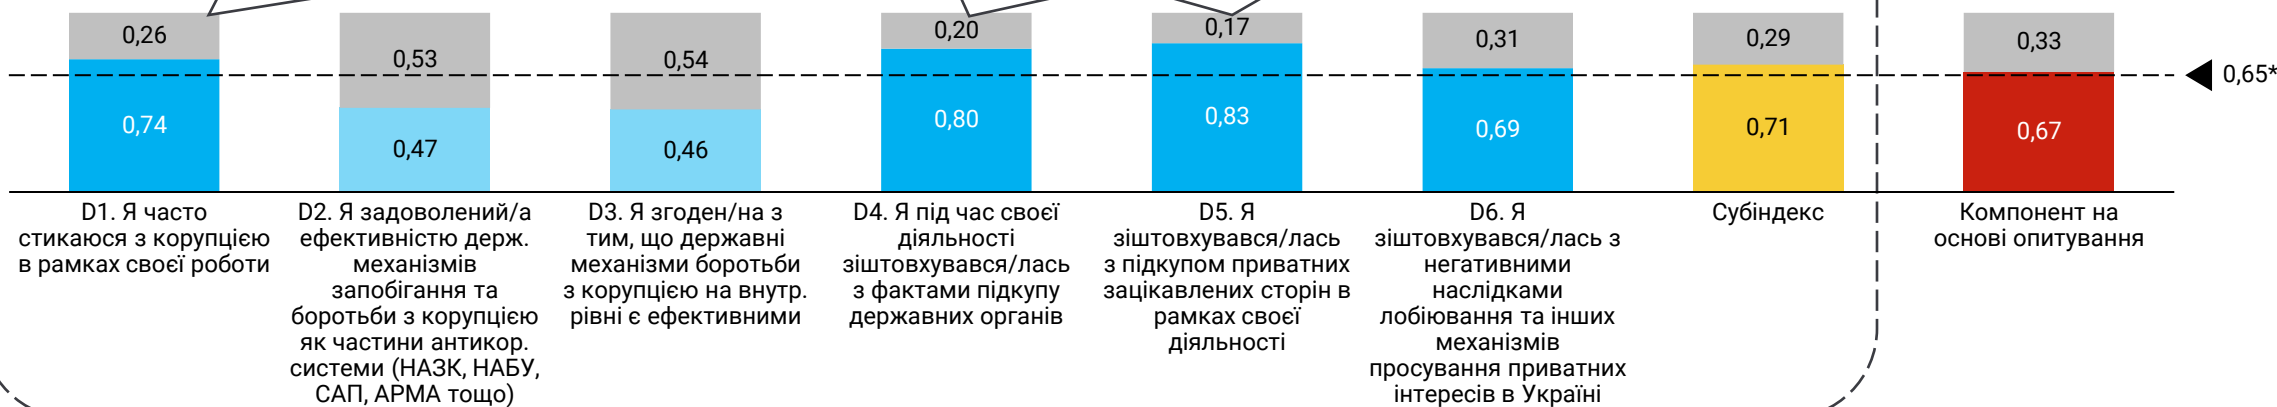 0,26
0,53
0,54
0,20
0,17
0,31
0,29
0,33
0,65*
0,74
0,47
0,46
0,80
0,83
0,69
0,71
0,67
D1. Я часто
стикаюся з корупцією
в рамках своєї роботи
D2. Я задоволений/а
ефективністю держ.
механізмів
запобігання та
боротьби з корупцією
як частини антикор.
системи (НАЗК, НАБУ,
САП, АРМА тощо)
D3. Я згоден/на з
тим, що державні
механізми боротьби
з корупцією на внутр.
рівні є ефективними
D4. Я під час своєї
діяльності
зіштовхувався/лась
з фактами підкупу
державних органів
D5. Я
зіштовхувався/лась
з підкупом приватних
зацікавлених сторін в
рамках своєї
діяльності
D6. Я
зіштовхувався/лась з
негативними
наслідками
лобіювання та інших
механізмів
просування приватних
інтересів в Україні
Субіндекс
Компонент на
основі опитування